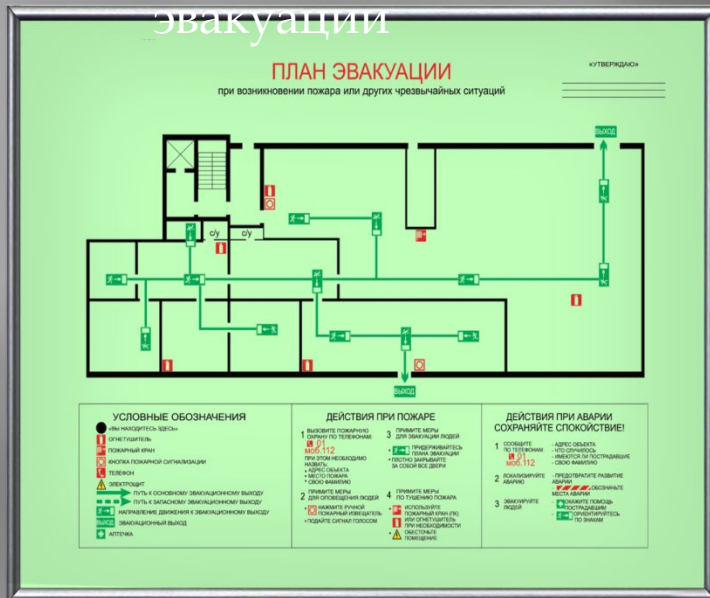 эвакуации
ПЛАН ЭВАКУАЦИИ
при возникновении пожара или других чрезвычайных ситуаций
«УТВЕРЖДАЮ»
ВЫХОД
с/у
с/у
ВЫХОД
УСЛОВНЫЕ ОБОЗНАЧЕНИЯ
«ВЫ НАХОДИТЕСЬ ЗДЕСЬ»
ОГНЕТУШИТЕЛЬ
ПОЖАРНЫЙ КРАН
КНОПКА ПОЖАРНОЙ СИГНАЛИЗАЦИИ
ТЕЛЕФОН
ЭЛЕКТРОЩИТ
ПУТЬ К ОСНОВНОМУ ЭВАКУАЦИОННОМУ ВЫХОДУ
ПУТЬ К ЗАПАСНОМУ ЭВАКУАЦИОННОМУ ВЫХОДУ
НАПРАВЛЕНИЕ ДВИЖЕНИЯ К ЭВАКУАЦИОННОМУ ВЫХОДУ
ВЫХОД ЭВАКУАЦИОННЫЙ ВЫХОД
АПТЕЧКА
ДЕЙСТВИЯ ПРИ ПОЖАРЕ
1 ВЫЗОВИТЕ ПОЖАРНУЮ
ОХРАНУ ПО ТЕЛЕФОНАМ:
01
моб.112
ПРИ ЭТОМ НЕОБХОДИМО
НАЗВАТЬ:
• АДРЕС ОБЪЕКТА
• МЕСТО ПОЖАРА
• СВОЮ ФАМИЛИЮ
2 ПРИМИТЕ МЕРЫ
ДЛЯ ОПОВЕЩЕНИЯ ЛЮДЕЙ
• НАЖМИТЕ РУЧНОЙ
ПОЖАРНЫЙ ИЗВЕЩАТЕЛЬ
• ПОДАЙТЕ СИГНАЛ ГОЛОСОМ
3 ПРИМИТЕ МЕРЫ
ДЛЯ ЭВАКУАЦИИ ЛЮДЕЙ
• ПРИДЕРЖИВАЙТЕСЬ
ПЛАНА ЭВАКУАЦИИ
• ПЛОТНО ЗАКРЫВАЙТЕ
ЗА СОБОЙ ВСЕ ДВЕРИ
4 ПРИМИТЕ МЕРЫ
ПО ТУШЕНИЮ ПОЖАРА
• ИСПОЛЬЗУЙТЕ
ПОЖАРНЫЙ КРАН (ПК)
ИЛИ ОГНЕТУШИТЕЛЬ
ПРИ НЕОБХОДИМОСТИ
• ОБЕСТОЧЬТЕ
ПОМЕЩЕНИЕ
ДЕЙСТВИЯ ПРИ АВАРИИ
СОХРАНЯЙТЕ СПОКОЙСТВИЕ!
1 СООБЩИТЕ
ПО ТЕЛЕФОНАМ
01
моб.112
- АДРЕС ОБЪЕКТА
- ЧТО СЛУЧИЛОСЬ
- ИМЕЮТСЯ ЛИ ПОСТРАДАВШИЕ
- СВОЮ ФАМИЛИЮ
2 ЛОКАЛИЗИРУЙТЕ
АВАРИЮ
- ПРЕДОТВРАТИТЕ РАЗВИТИЕ
АВАРИИ
- ОБОЗНАЧЬТЕ
МЕСТА АВАРИИ
3 ЭВАКУИРУЙТЕ
ЛЮДЕЙ
- ОКАЖИТЕ ПОМОЩЬ
ПОСТРАДАВШИМ
- ОРИЕНТИРУЙТЕСЬ
ПО ЗНАКАМ